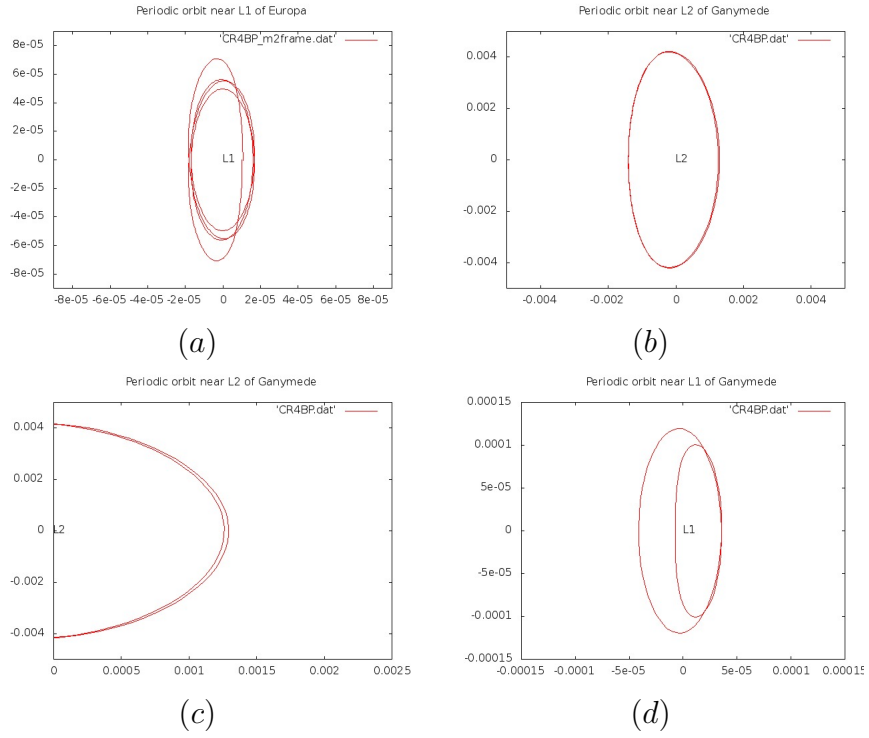 Periodic orbit near L1 of Europa
'CR4BP_m2frame.dat'
8e-05
6e-05
4e-05
2e-05
0
-2e-05
-4e-05
-6e-05
-8e-05
L1
-8e-05 -6e-05 -4e-05 -2e-05 0 2e-05 4e-05 6e-05 8e-05
(a)
Periodic orbit near L2 of Ganymede
'CR4BP.dat'
0.004
0.002
0
-0.002
-0.004
L2
-0.004 -0.002 0 0.002 0.004
(b)
Periodic orbit near L2 of Ganymede
'CR4BP.dat'
0.004
0.002
0
-0.002
-0.004
L2
0 0.0005 0.001 0.0015 0.002 0.0025
(c)
Periodic orbit near L1 of Ganymede
'CR4BP.dat'
0.00015
0.0001
5e-05
0
-5e-05
-0.0001
-0.00015
L1
-0.00015 -0.0001 -5e-05 0 5e-05 0.0001 0.00015
(d)